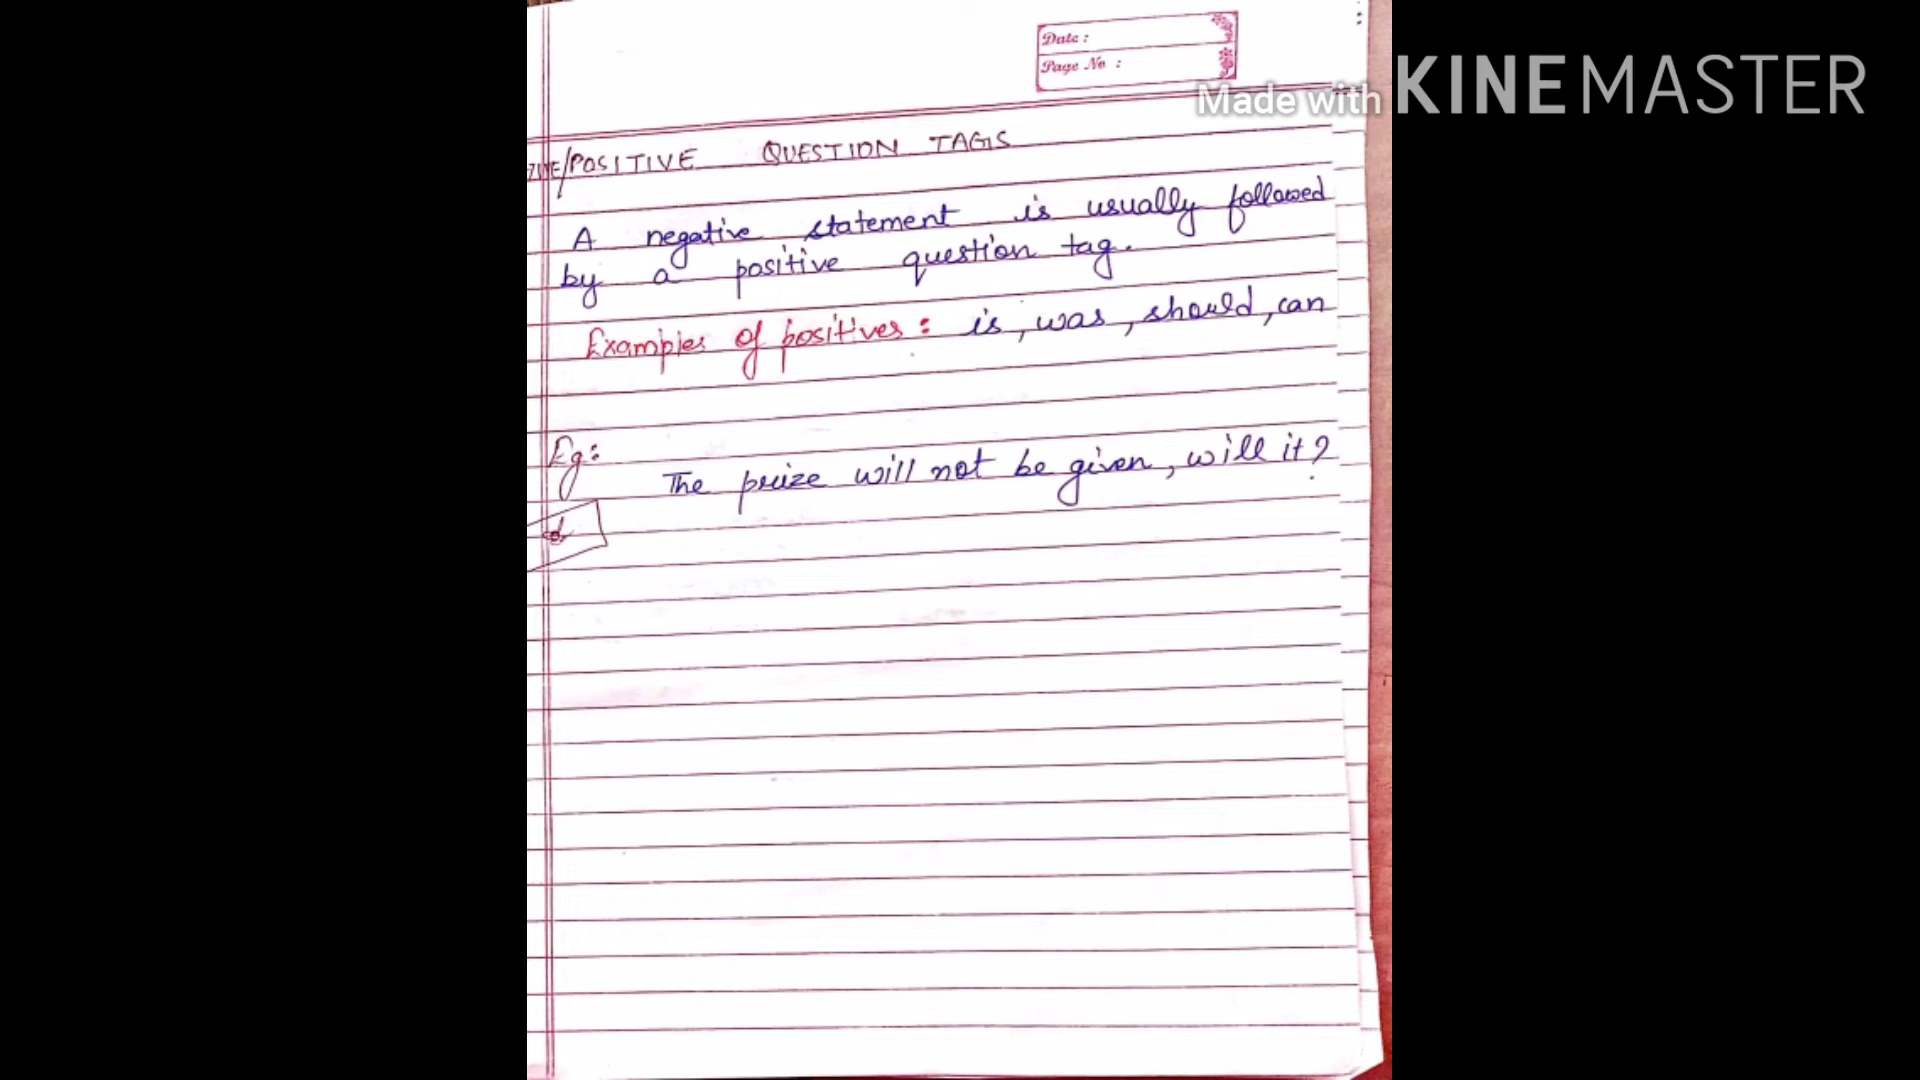 Date :
Page No :
Made with KINEMASTER
TIVE/POSITIVE QUESTION TAGS
A negative statement is usually followed
by a positive question tag.
Examples of positives : is, was, should, can
Eg:
The prize will not be given, will it?